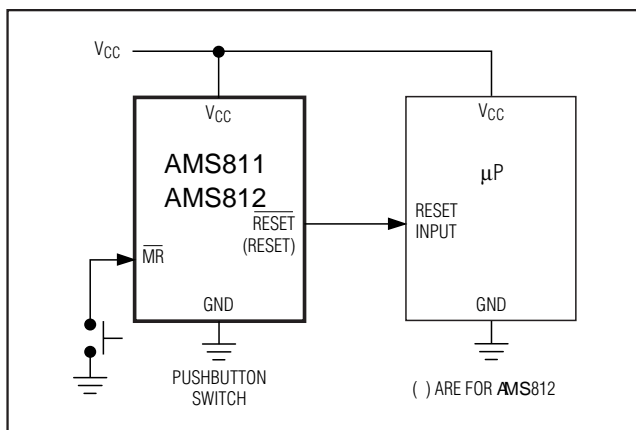 VCC
VCC
AMS811
AMS812
RESET
(RESET)
MR
GND
PUSHBUTTON
SWITCH
VCC
μP
RESET
INPUT
GND
( ) ARE FOR AMS812